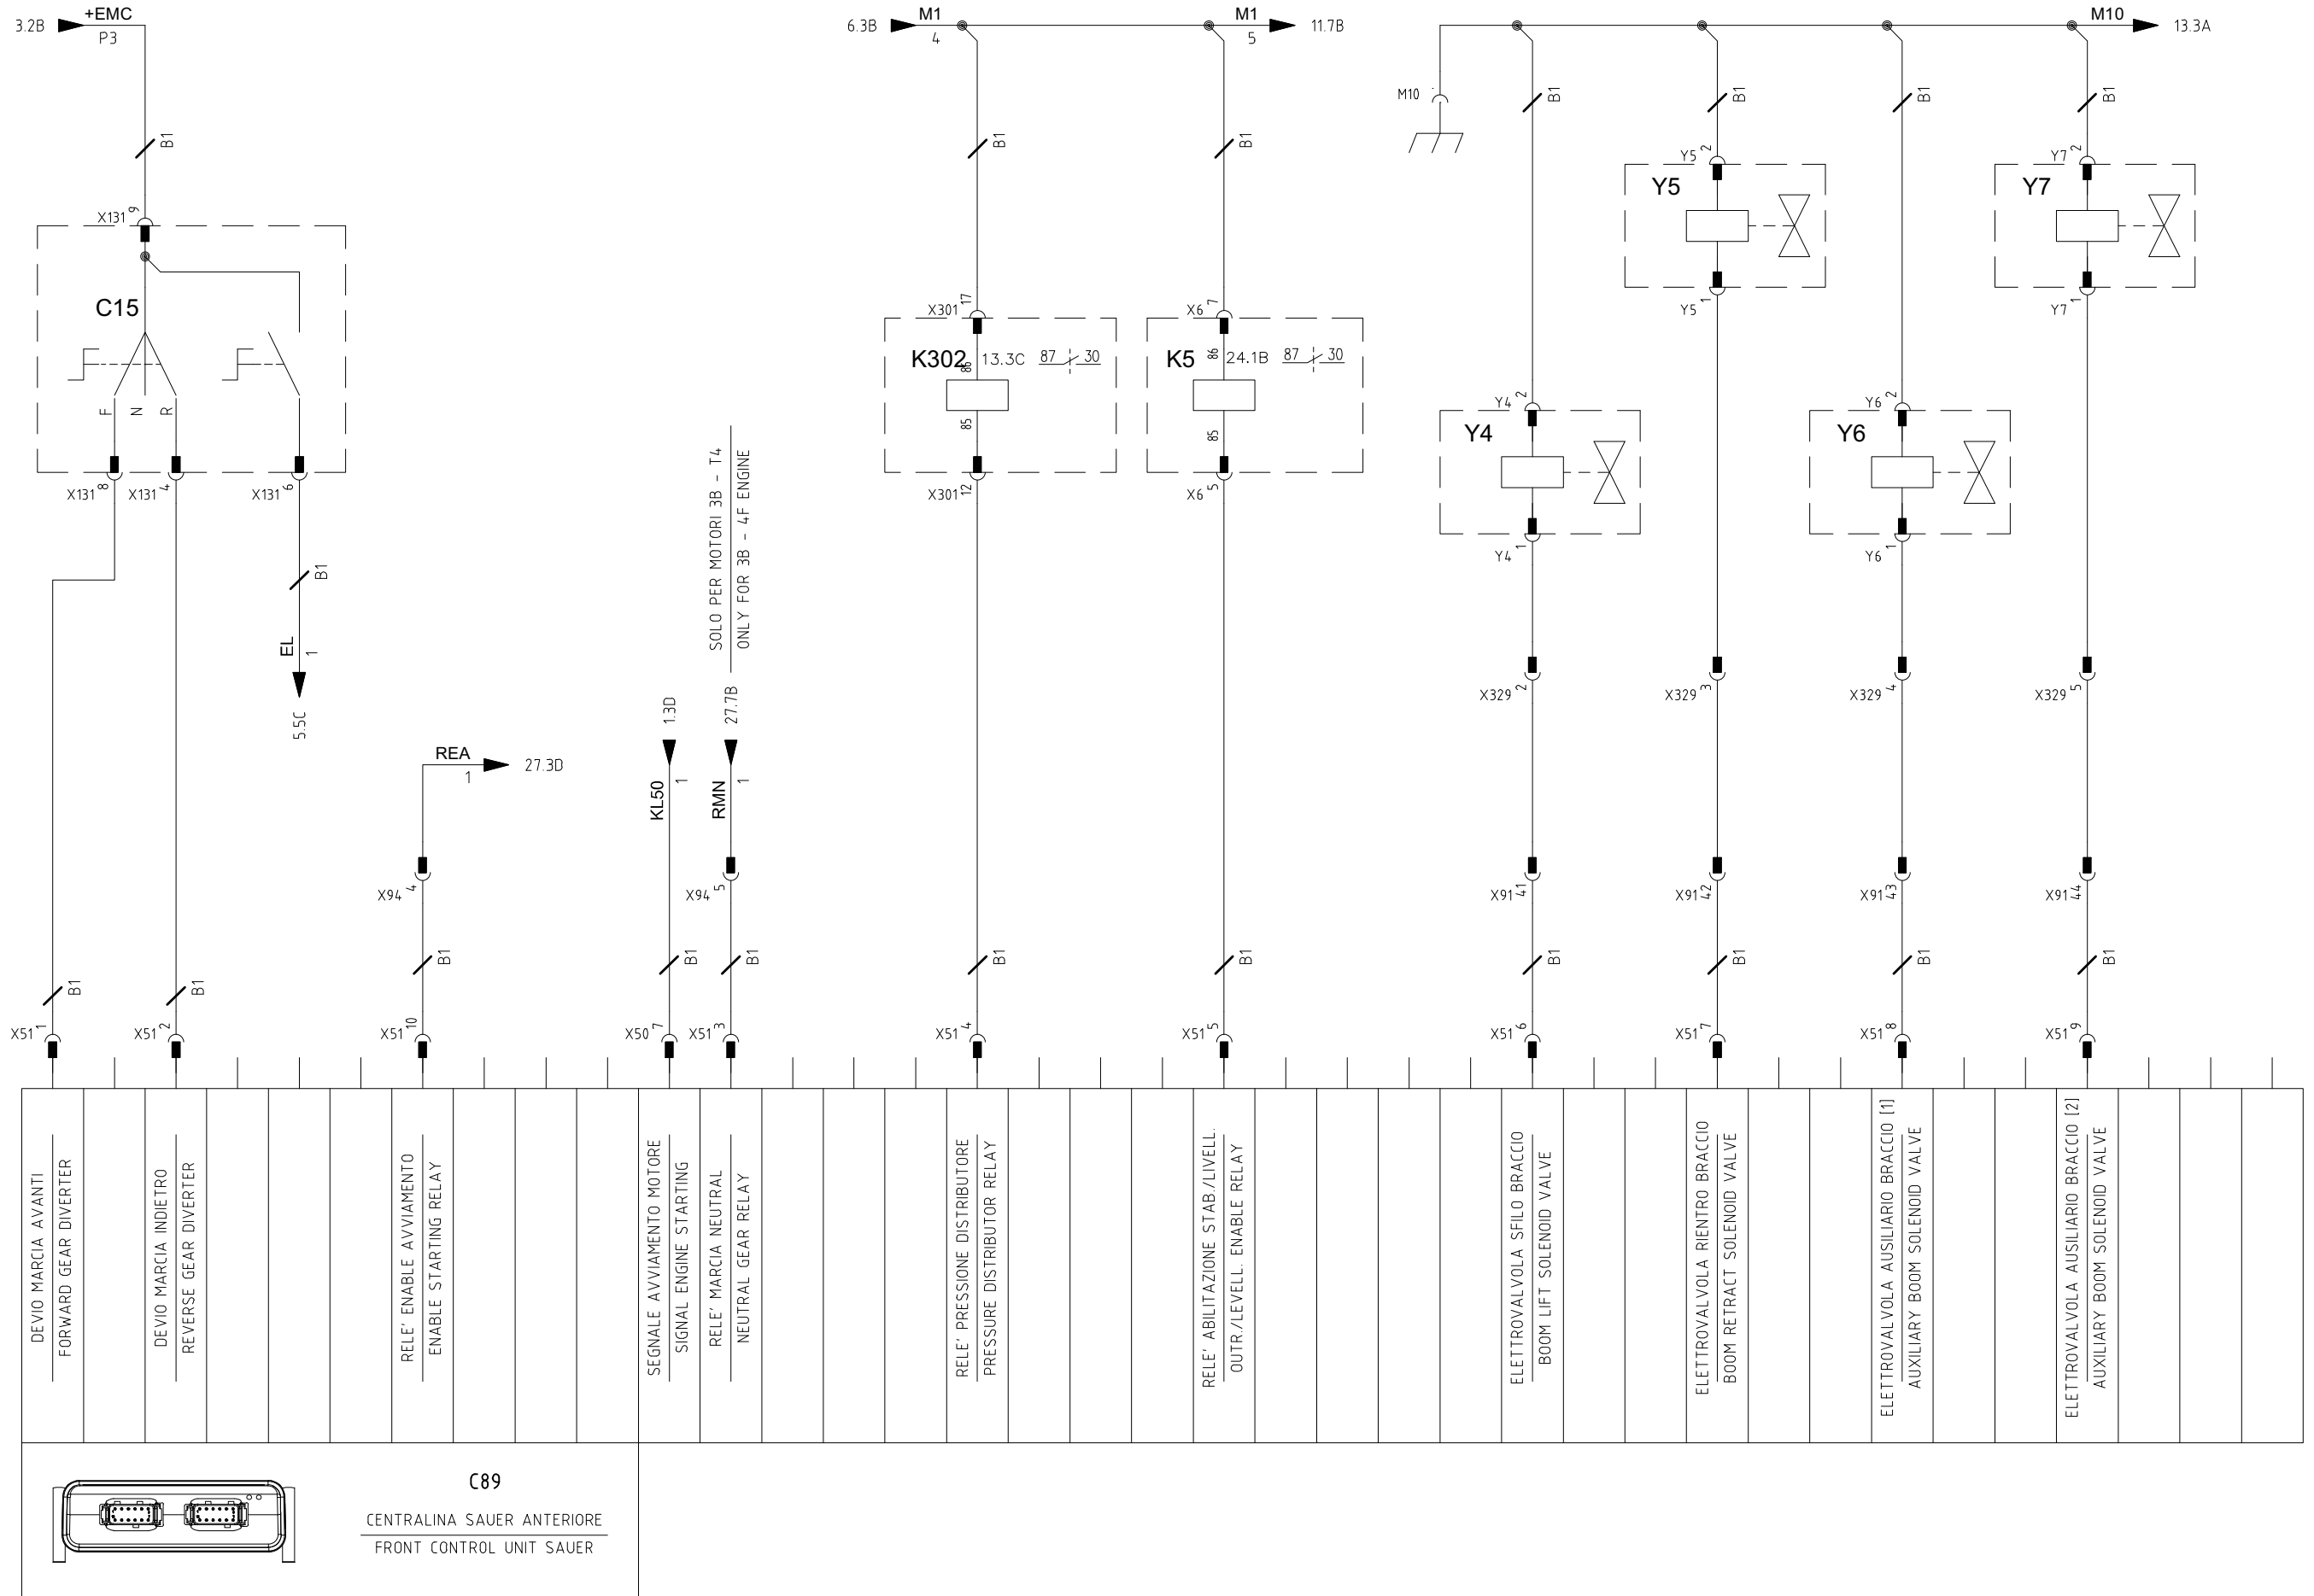 3.2B
+EMC
P3
6.3B
M1
4
M1
5
11.7B
M10
13.3A
M10
B1
B1
B1
B1
B1
B1
B1
X131 9
C15
F
N
R
X131 8
X131 4
X131 6
B1
EL
1
5.5C
X301 17
K302
13.3C
87
30
86
85
X301 12
X6 7
K5
24.1B
87
30
86
85
X6 5
Y5 2
Y5
Y5 1
Y7 2
Y7
Y7 1
Y4 2
Y4
Y4 1
Y6 2
Y6
Y6 1
SOLO PER MOTORI 3B - T4
ONLY FOR 3B - 4F ENGINE
X329 2
X329 3
X329 4
X329 5
REA
1
27.3D
1.3D
KL50
1
27.7B
RMN
1
X94 4
X94 5
X91 41
X91 42
X91 43
X91 44
B1
B1
B1
B1
B1
B1
B1
B1
B1
B1
B1
X51 1
X51 2
X51 10
X50 7
X51 3
X51 4
X51 5
X51 6
X51 7
X51 8
X51 9
DEVIO MARCIA AVANTI
FORWARD GEAR DIVERTER
DEVIO MARCIA INDIETRO
REVERSE GEAR DIVERTER
RELE' ENABLE AVVIAMENTO
ENABLE STARTING RELAY
SEGNALE AVVIAMENTO MOTORE
SIGNAL ENGINE STARTING
RELE' MARCIA NEUTRAL
NEUTRAL GEAR RELAY
RELE' PRESSIONE DISTRIBUTORE
PRESSURE DISTRIBUTOR RELAY
RELE' ABILITAZIONE STAB./LIVELL.
OUTR./LEVELL. ENABLE RELAY
ELETTROVALVOLA SFILO BRACCIO
BOOM LIFT SOLENOID VALVE
ELETTROVALVOLA RIENTRO BRACCIO
BOOM RETRACT SOLENOID VALVE
ELETTROVALVOLA AUSILIARIO BRACCIO [1]
AUXILIARY BOOM SOLENOID VALVE
ELETTROVALVOLA AUSILIARIO BRACCIO [2]
AUXILIARY BOOM SOLENOID VALVE
C89
CENTRALINA SAUER ANTERIORE
FRONT CONTROL UNIT SAUER